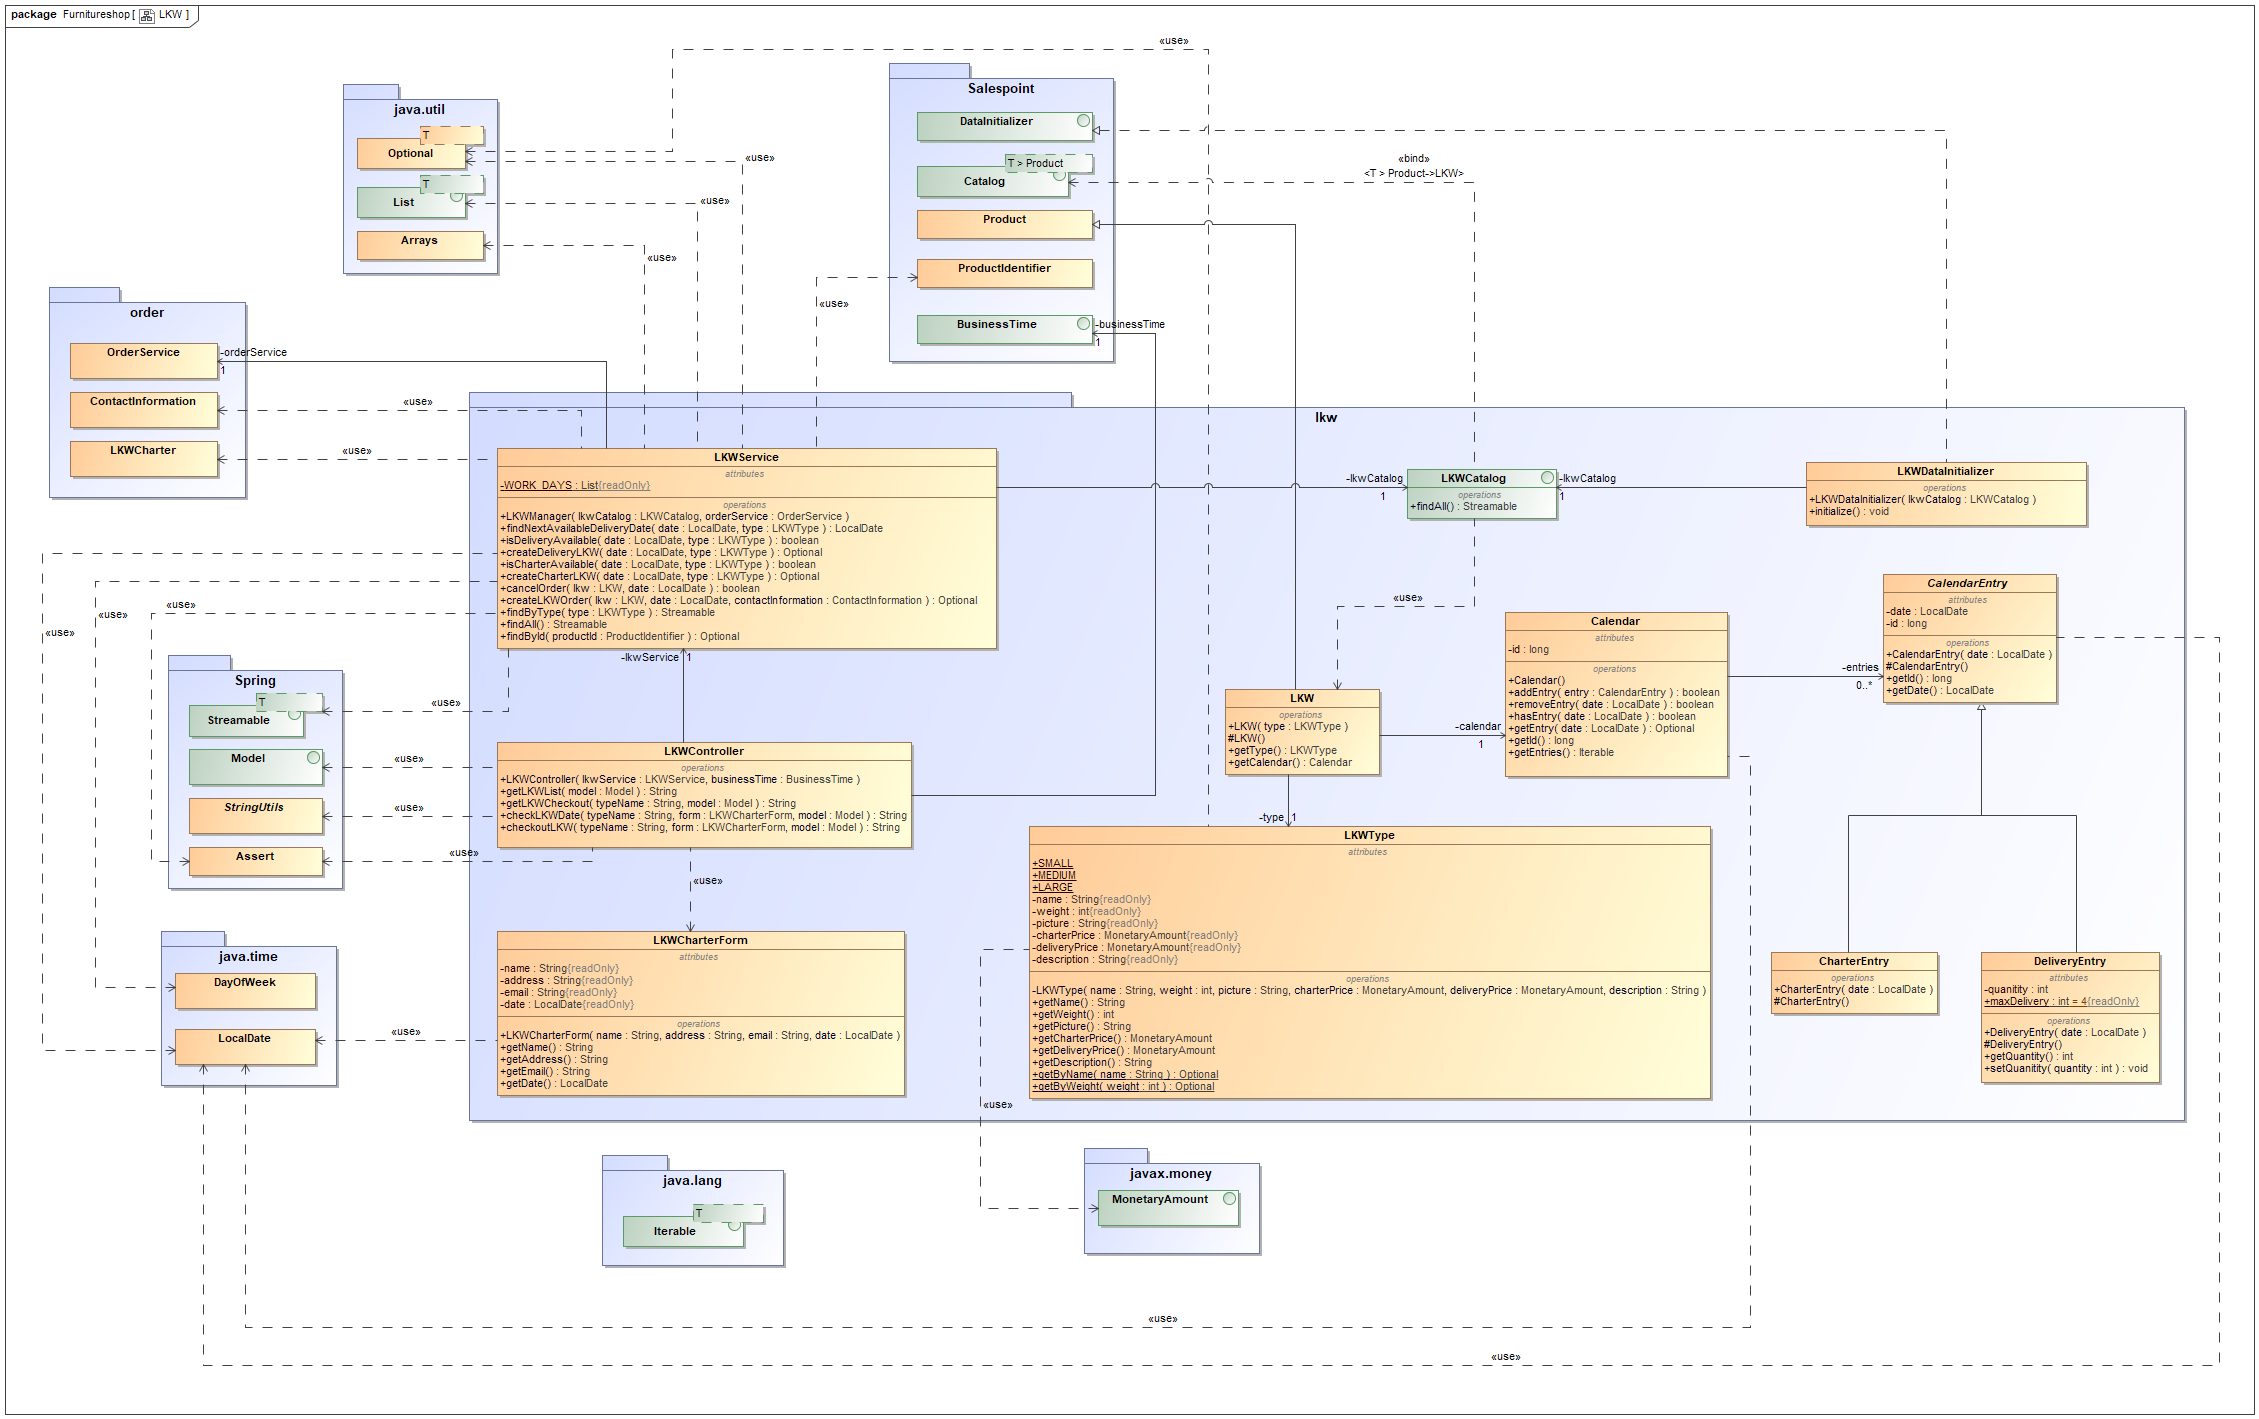 package Furnitureshop [ LKW ]
«use»
java.util
T
Optional
T
List
Arrays
«use»
«use»
«use»
Salespoint
DataInitializer
T > Product
Catalog
Product
ProductIdentifier
BusinessTime
-businessTime
1
«bind»
<T > Product->LKW>
«use»
order
OrderService
-orderService
1
ContactInformation
LKWCharter
«use»
«use»
lkw
LKWService
attributes
-WORK_DAYS : List{readOnly}
operations
+LKWManager( lkwCatalog : LKWCatalog, orderService : OrderService )
+findNextAvailableDeliveryDate( date : LocalDate, type : LKWType ) : LocalDate
+isDeliveryAvailable( date : LocalDate, type : LKWType ) : boolean
+createDeliveryLKW( date : LocalDate, type : LKWType ) : Optional
+isCharterAvailable( date : LocalDate, type : LKWType ) : boolean
+createCharterLKW( date : LocalDate, type : LKWType ) : Optional
+cancelOrder( lkw : LKW, date : LocalDate ) : boolean
+createLKWOrder( lkw : LKW, date : LocalDate, contactInformation : ContactInformation ) : Optional
+findByType( type : LKWType ) : Streamable
+findAll() : Streamable
+findById( productId : ProductIdentifier ) : Optional
-lkwService
1
-lkwCatalog
1
LKWCatalog
operations
+findAll() : Streamable
-lkwCatalog
1
LKWDataInitializer
operations
+LKWDataInitializer( lkwCatalog : LKWCatalog )
+initialize() : void
«use»
«use»
«use»
«use»
CalendarEntry
attributes
-date : LocalDate
-id : long
operations
+CalendarEntry( date : LocalDate )
#CalendarEntry()
+getId() : long
+getDate() : LocalDate
Calendar
attributes
-id : long
operations
+Calendar()
+addEntry( entry : CalendarEntry ) : boolean
+removeEntry( date : LocalDate ) : boolean
+hasEntry( date : LocalDate ) : boolean
+getEntry( date : LocalDate ) : Optional
+getId() : long
+getEntries() : Iterable
-entries
0..*
LKW
operations
+LKW( type : LKWType )
#LKW()
+getType() : LKWType
+getCalendar() : Calendar
-calendar
1
-type
1
Spring
T
Streamable
Model
StringUtils
Assert
«use»
«use»
«use»
«use»
LKWController
operations
+LKWController( lkwService : LKWService, businessTime : BusinessTime )
+getLKWList( model : Model ) : String
+getLKWCheckout( typeName : String, model : Model ) : String
+checkLKWDate( typeName : String, form : LKWCharterForm, model : Model ) : String
+checkoutLKW( typeName : String, form : LKWCharterForm, model : Model ) : String
«use»
LKWType
attributes
+SMALL
+MEDIUM
+LARGE
-name : String{readOnly}
-weight : int{readOnly}
-picture : String{readOnly}
-charterPrice : MonetaryAmount{readOnly}
-deliveryPrice : MonetaryAmount{readOnly}
-description : String{readOnly}
operations
-LKWType( name : String, weight : int, picture : String, charterPrice : MonetaryAmount, deliveryPrice : MonetaryAmount, description : String )
+getName() : String
+getWeight() : int
+getPicture() : String
+getCharterPrice() : MonetaryAmount
+getDeliveryPrice() : MonetaryAmount
+getDescription() : String
+getByName( name : String ) : Optional
+getByWeight( weight : int ) : Optional
java.time
DayOfWeek
LocalDate
«use»
LKWCharterForm
attributes
-name : String{readOnly}
-address : String{readOnly}
-email : String{readOnly}
-date : LocalDate{readOnly}
operations
+LKWCharterForm( name : String, address : String, email : String, date : LocalDate )
+getName() : String
+getAddress() : String
+getEmail() : String
+getDate() : LocalDate
CharterEntry
operations
+CharterEntry( date : LocalDate )
#CharterEntry()
DeliveryEntry
attributes
-quanitity : int
+maxDelivery : int = 4{readOnly}
operations
+DeliveryEntry( date : LocalDate )
#DeliveryEntry()
+getQuantity() : int
+setQuanitity( quantity : int ) : void
«use»
java.lang
T
Iterable
javax.money
MonetaryAmount
«use»
«use»